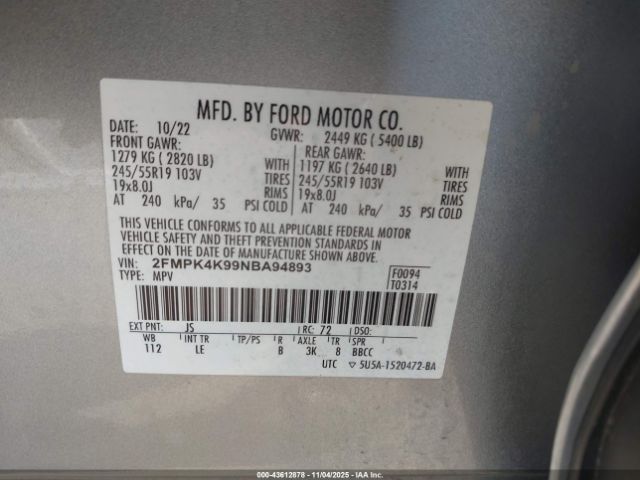 MFD. BY FORD MOTOR CO.
DATE: 10/22 GVWR: 2449 KG ( 5400 LB)
FRONT GAWR: REAR GAWR:
1279 KG ( 2820 LB) WITH 1197 KG ( 2640 LB) WITH
245/55R19 103V TIRES 245/55R19 103V TIRES
19x8.0J RIMS 19x8.0J RIMS
AT 240 kPa/ 35 PSI COLD AT 240 kPa/ 35 PSI COLD
THIS VEHICLE CONFORMS TO ALL APPLICABLE FEDERAL MOTOR
VEHICLE SAFETY AND THEFT PREVENTION STANDARDS IN
EFFECT ON THE DATE OF MANUFACTURE SHOWN ABOVE.
VIN: 2FMPK4K99NBA94893 F0094
TYPE: MPV T0314
EXT PNT: JS RC: 72 DSO:
WB INT TR TP/PS R AXLE TR SPR
112 LE B 3K 8 BBCC
UTC ▽ 5U5A-1520472-BA
000-43612878 - 11/04/2025 - IAAI, Inc.